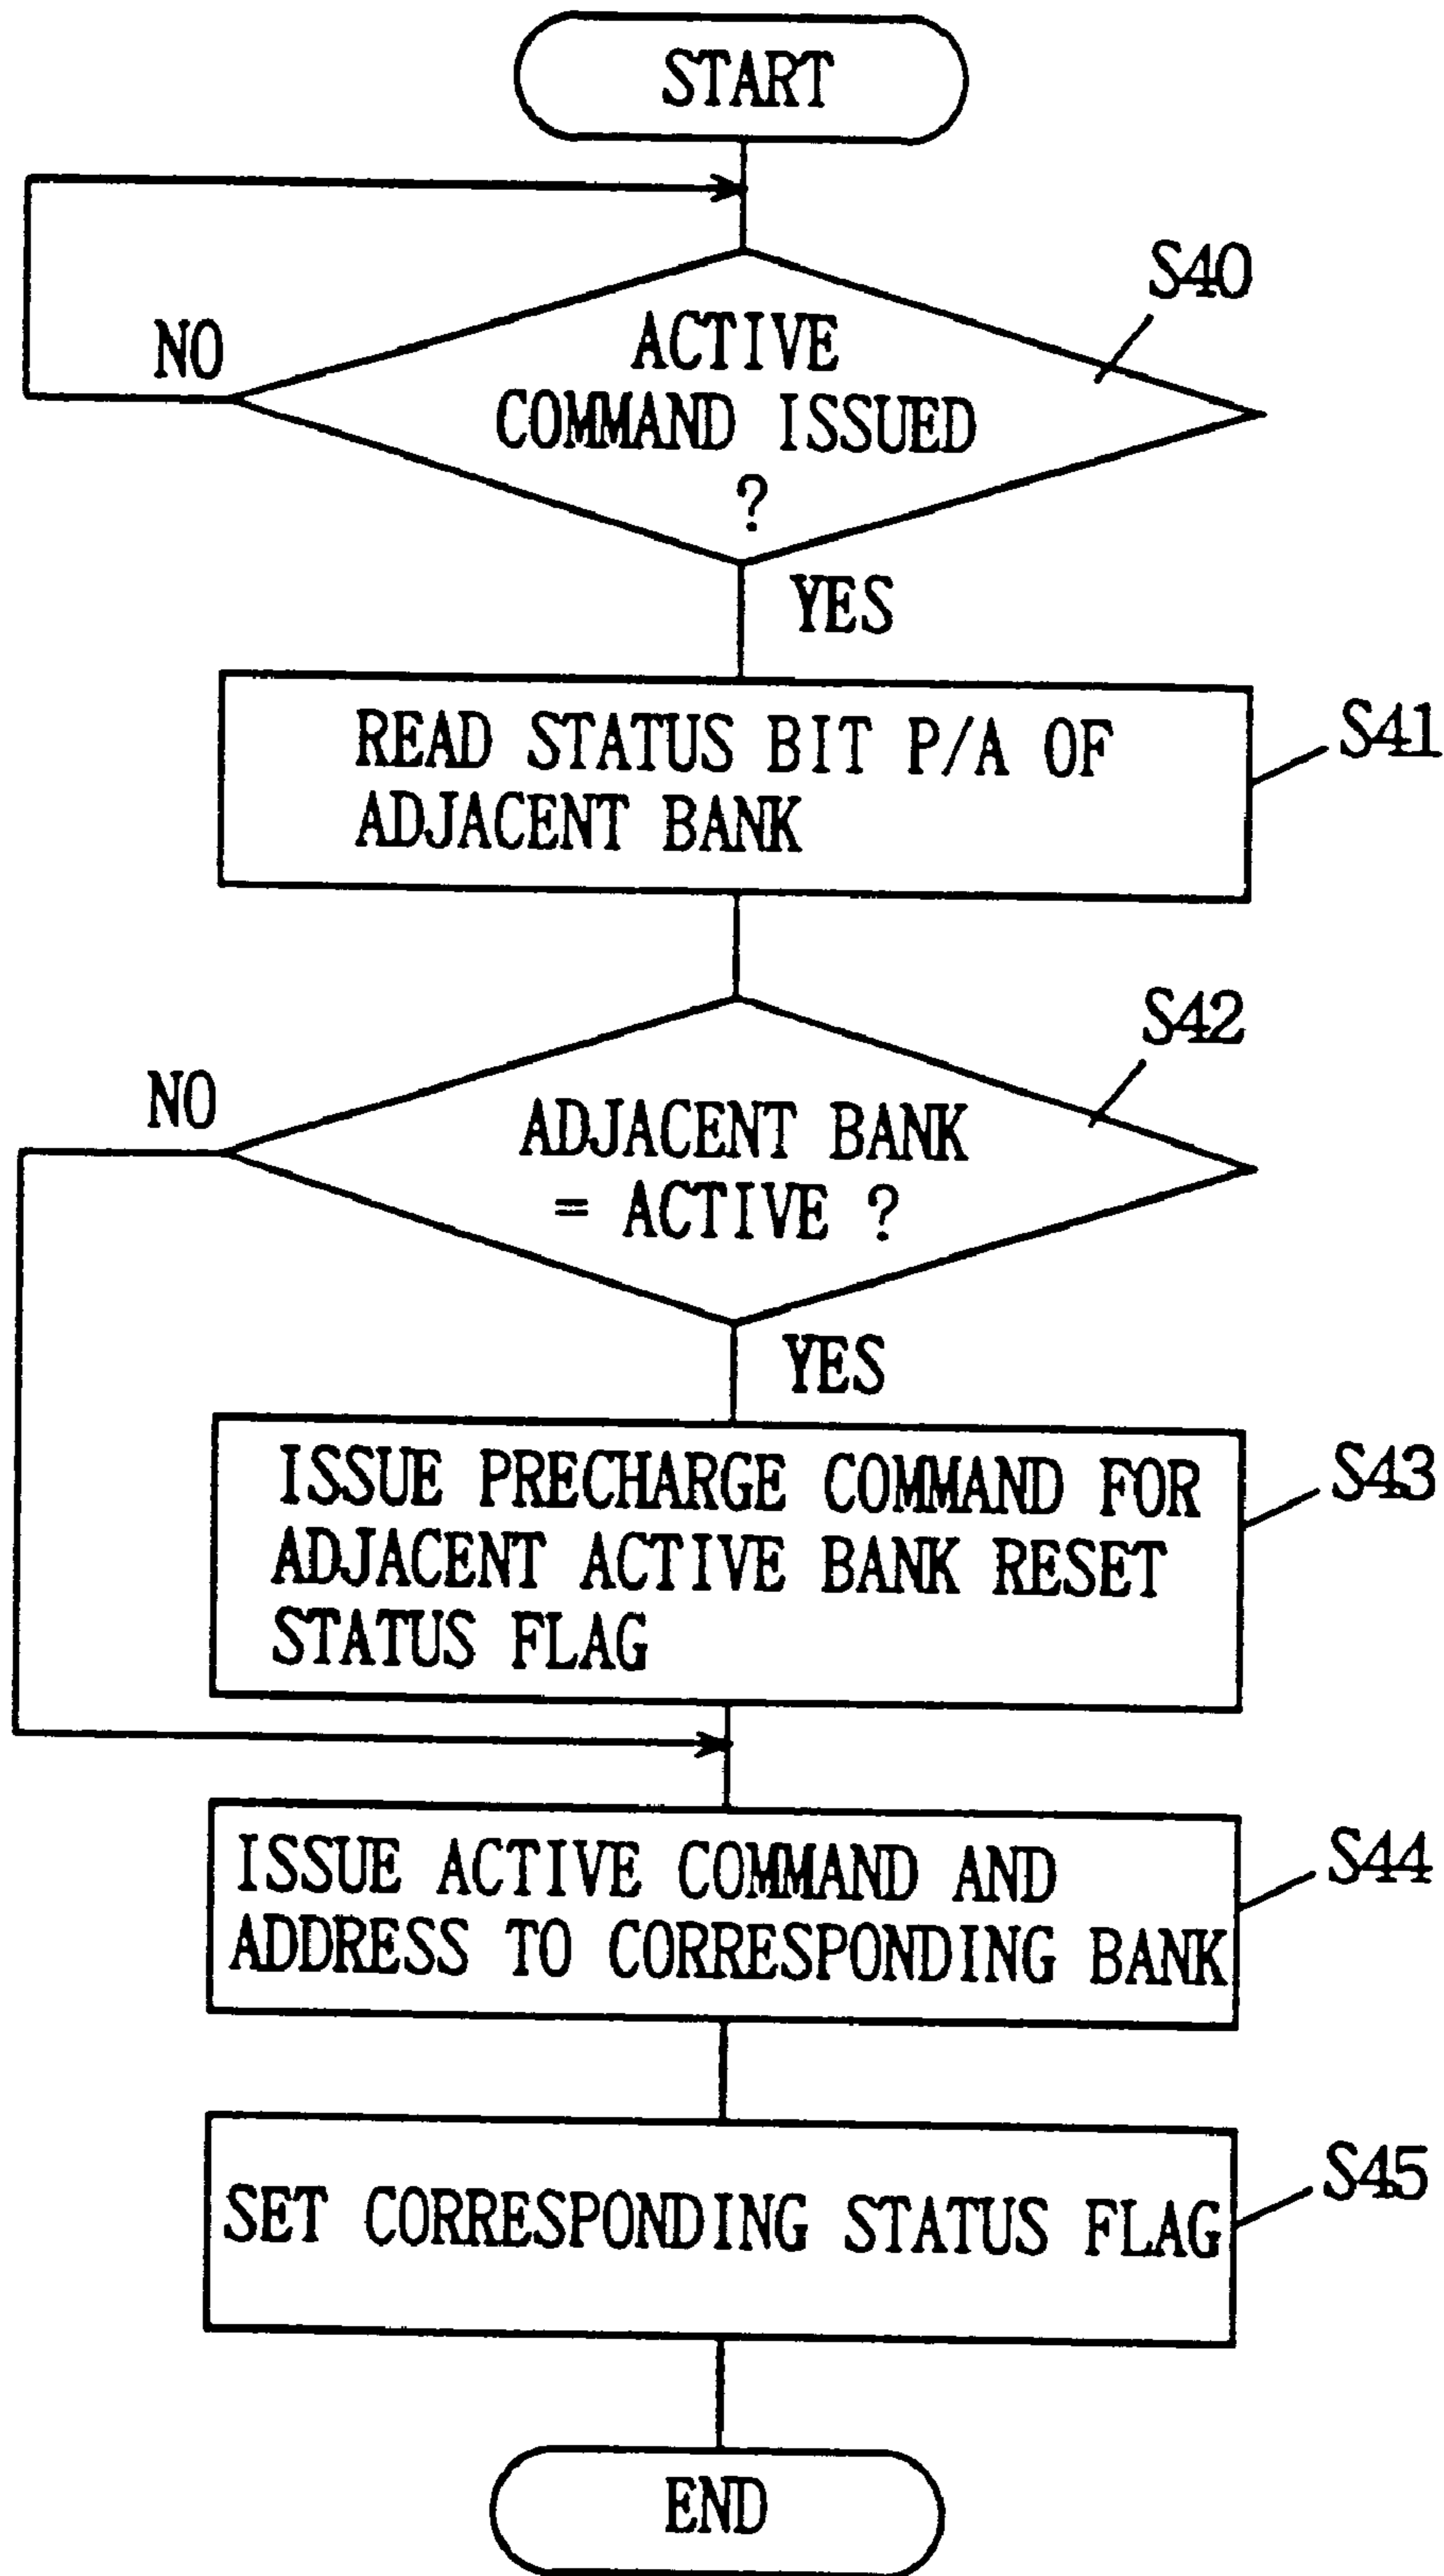 START
S40
NO
ACTIVE
COMMAND ISSUED
?
YES
READ STATUS BIT P/A OF
ADJACENT BANK
S41
S42
NO
ADJACENT BANK
= ACTIVE ?
YES
ISSUE PRECHARGE COMMAND FOR
ADJACENT ACTIVE BANK RESET
STATUS FLAG
S43
ISSUE ACTIVE COMMAND AND
ADDRESS TO CORRESPONDING BANK
S44
SET CORRESPONDING STATUS FLAG
S45
END